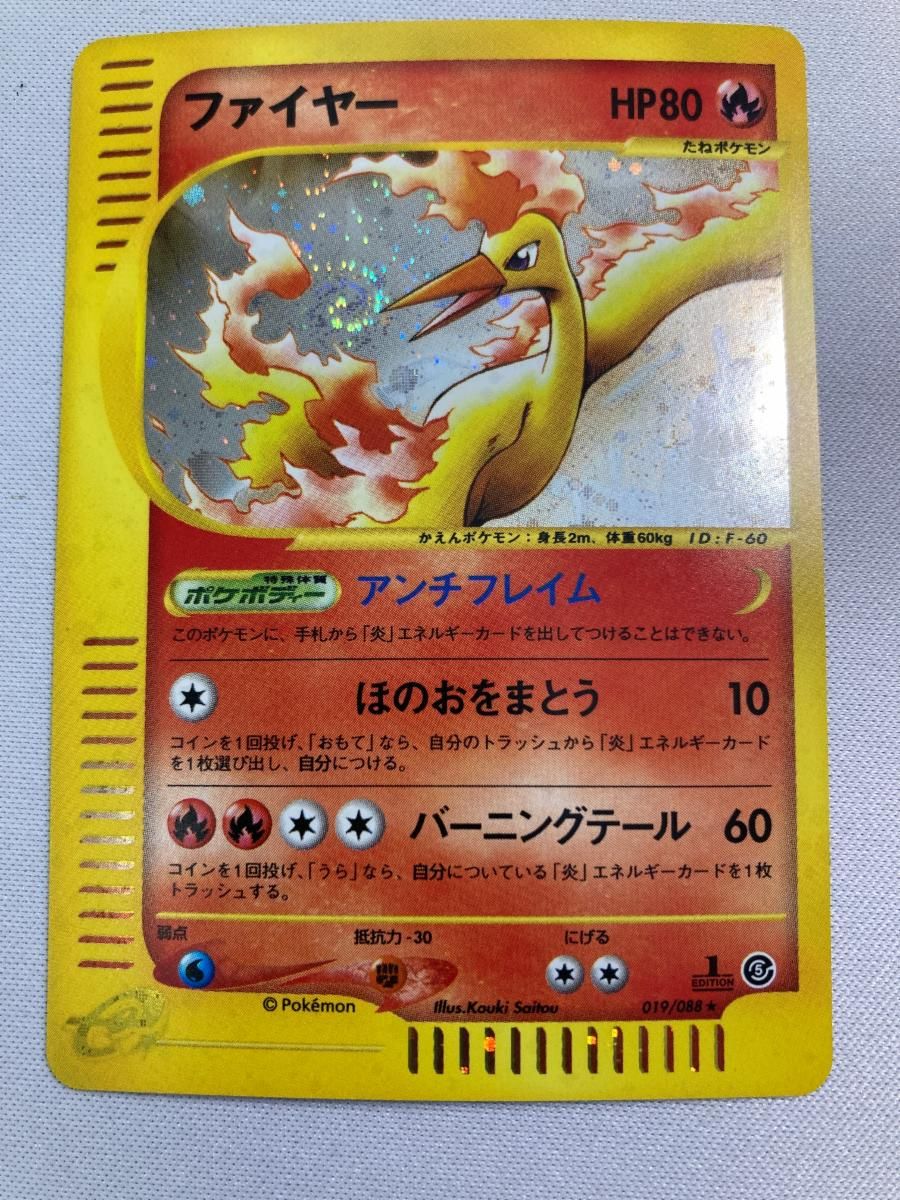 ファイヤー HP80
たねポケモン
かえんポケモン：身長2m、体重60kg ID:F-60
特殊体質
ポケボディー アンチフレイム
このポケモンに、手札から「炎」エネルギーカードを出してつけることはできない。
ほのおをまとう 10
コインを1回投げ、「おもて」なら、自分のトラッシュから「炎」エネルギーカード
を1枚選び出し、自分につける。
バーニングテール 60
コインを1回投げ、「うら」なら、自分についている「炎」エネルギーカードを1枚
トラッシュする。
弱点 抵抗力-30 にげる
1 EDITION 5
© Pokémon Illus.Kouki Saitou 019/088★